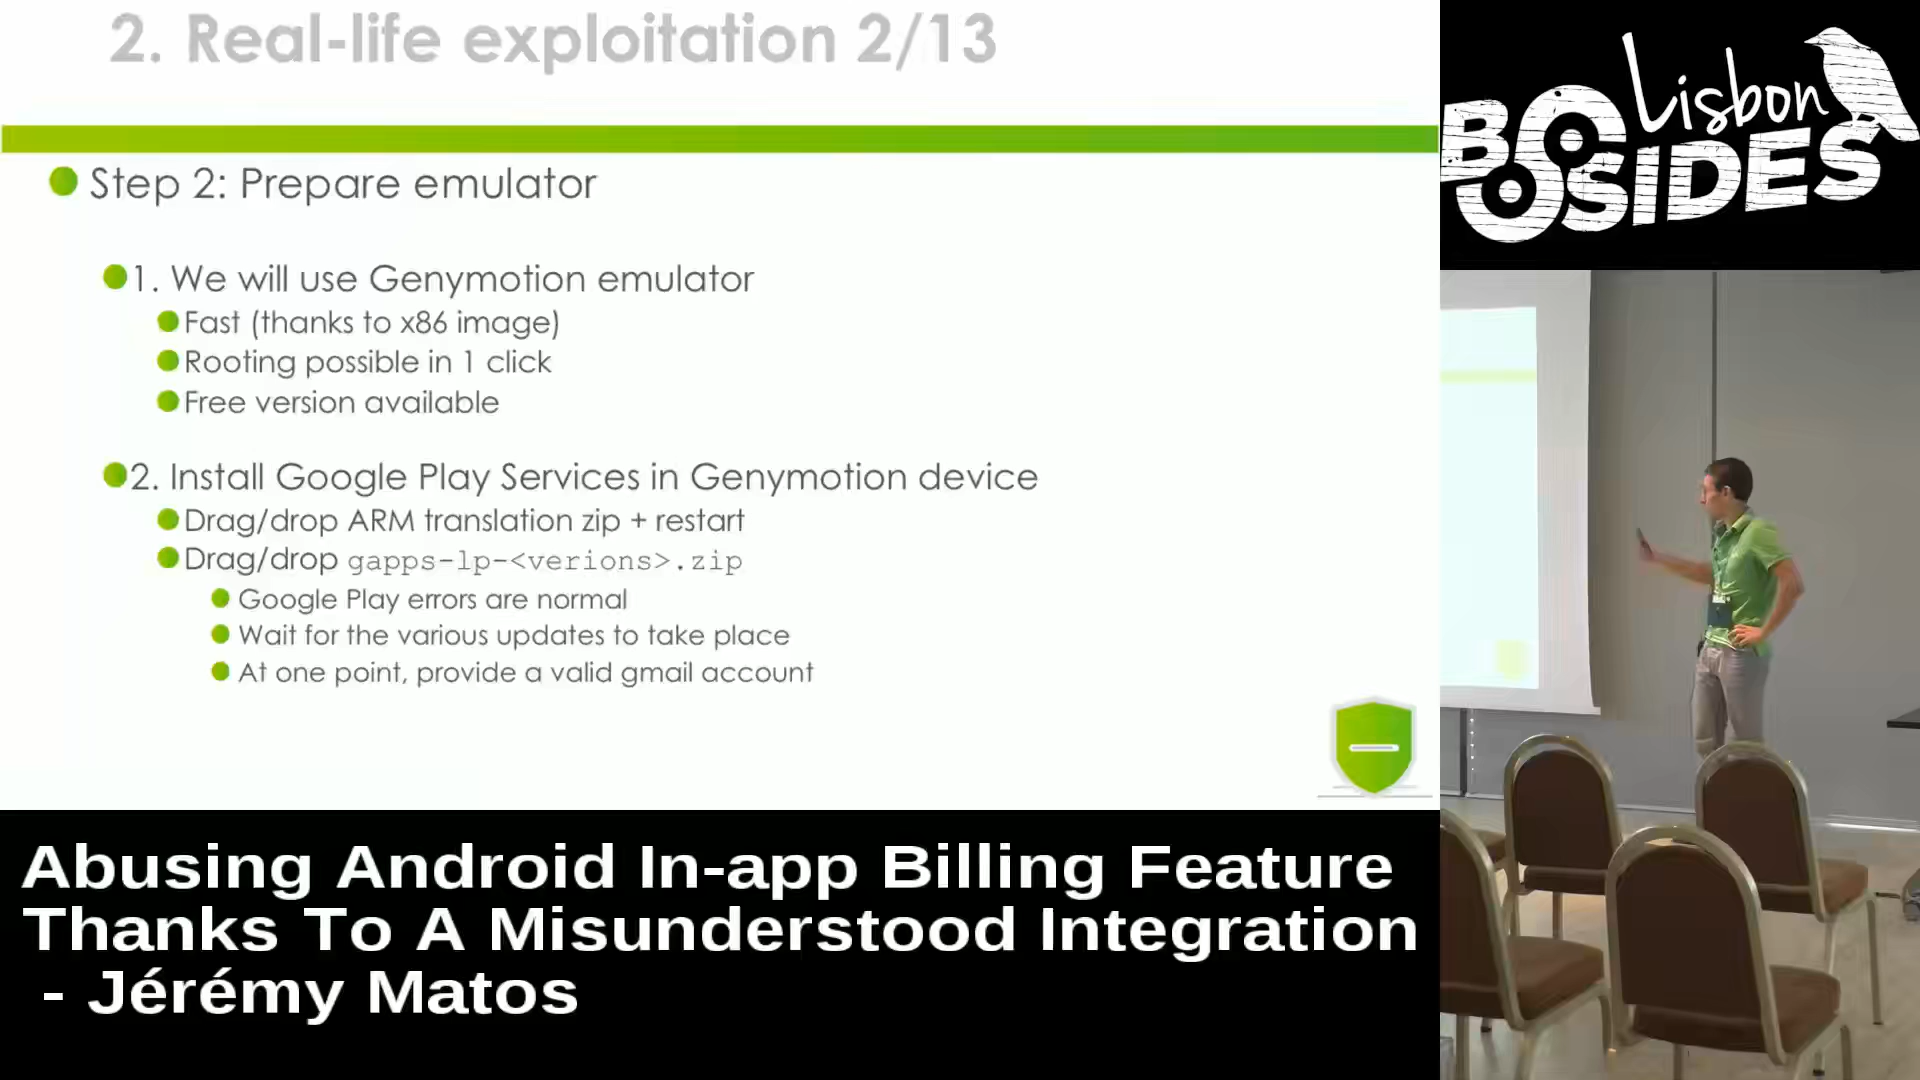 2. Real-life exploitation 2/13
Step 2: Prepare emulator
1. We will use Genymotion emulator
Fast (thanks to x86 image)
Rooting possible in 1 click
Free version available
2. Install Google Play Services in Genymotion device
Drag/drop ARM translation zip + restart
Drag/drop gapps-lp-<verions>.zip
Google Play errors are normal
Wait for the various updates to take place
At one point, provide a valid gmail account
Lisbon
BSIDES
Abusing Android In-app Billing Feature
Thanks To A Misunderstood Integration
- Jérémy Matos